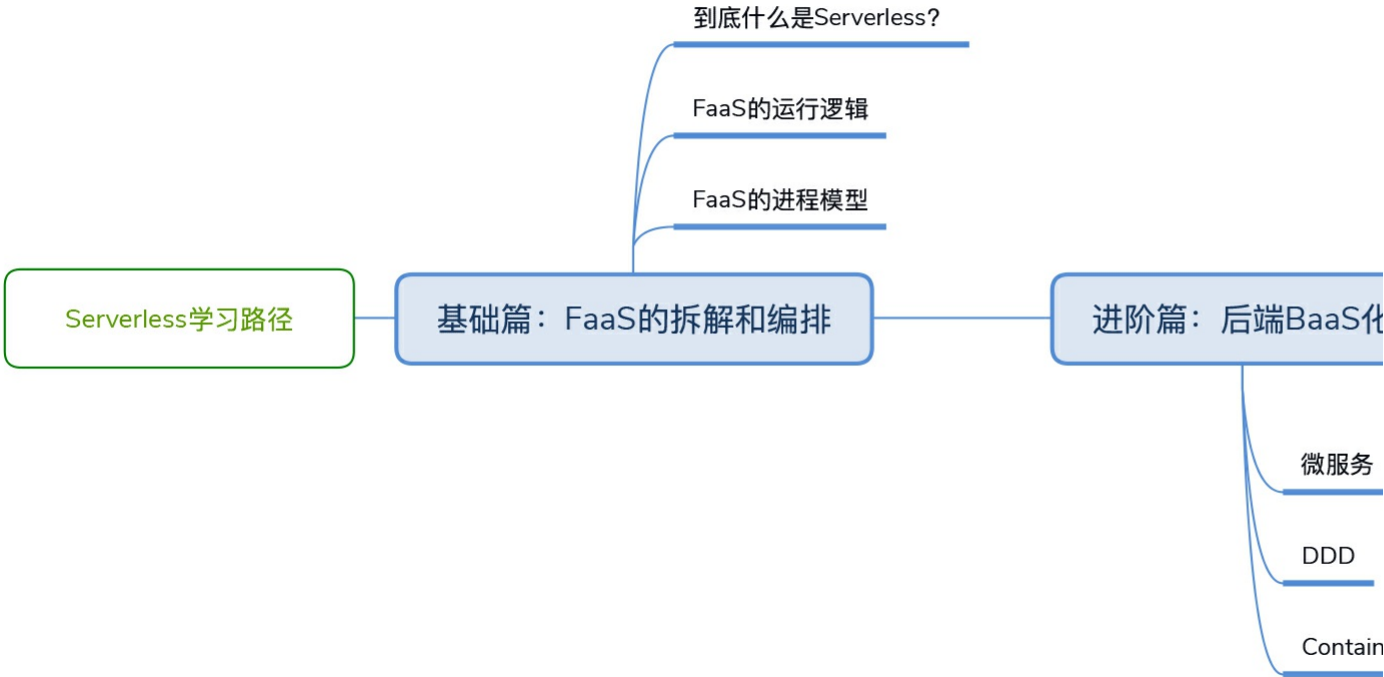 到底什么是Serverless？
FaaS的运行逻辑
FaaS的进程模型
Serverless学习路径
基础篇：FaaS的拆解和编排
进阶篇：后端BaaS化
微服务
DDD